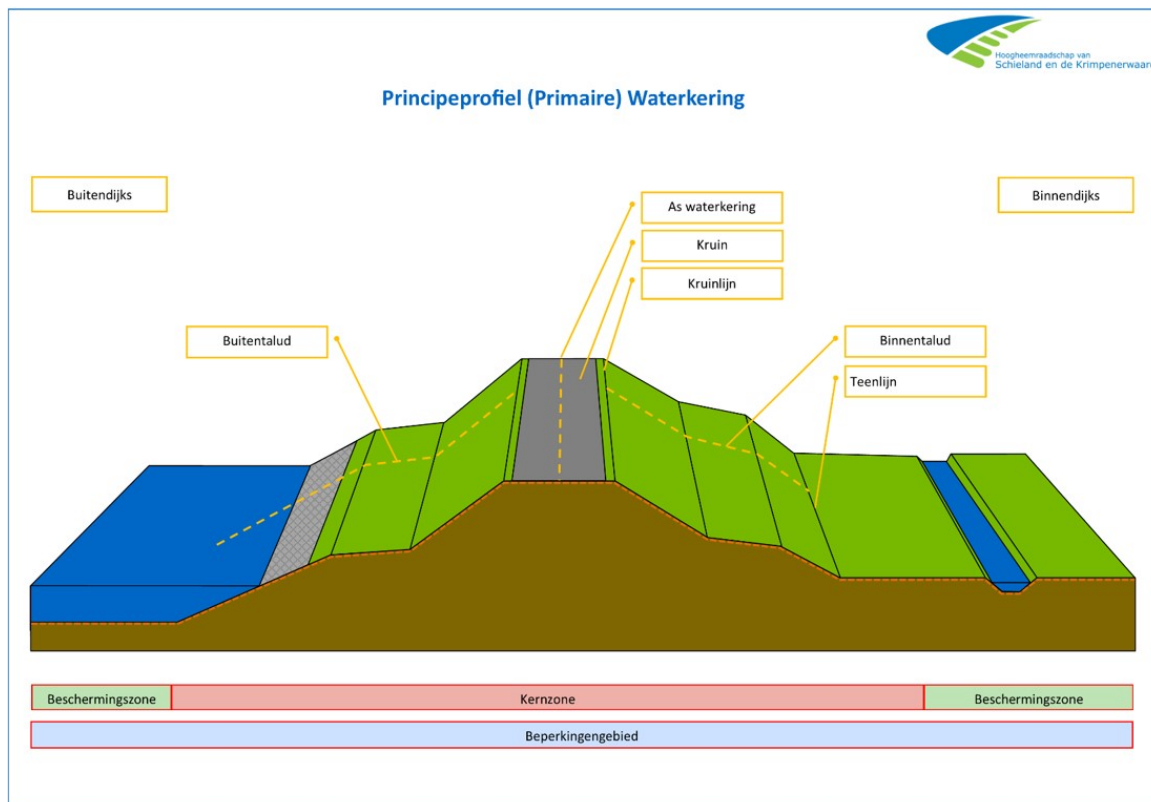 Hoogheemraadschap van
Schieland en de Krimpenerwaard
Principeprofiel (Primaire) Waterkering
Buitendijks
As waterkering
Binnendijks
Kruin
Kruinlijn
Buitentalud
Binnentalud
Teenlijn
Beschermingszone
Kernzone
Beschermingszone
Beperkingengebied